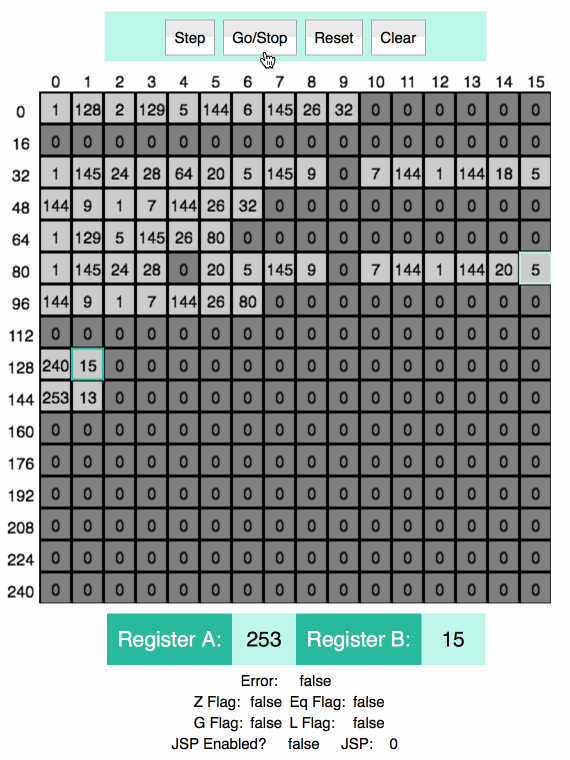 Step Go/Stop Reset Clear
0 1 2 3 4 5 6 7 8 9 10 11 12 13 14 15
0 1 128 2 129 5 144 6 145 26 32 0 0 0 0 0 0
16 0 0 0 0 0 0 0 0 0 0 0 0 0 0 0 0
32 1 145 24 28 64 20 5 145 9 0 7 144 1 144 18 5
48 144 9 1 7 144 26 32 0 0 0 0 0 0 0 0 0
64 1 129 5 145 26 80 0 0 0 0 0 0 0 0 0 0
80 1 145 24 28 0 20 5 145 9 0 7 144 1 144 20 5
96 144 9 1 7 144 26 80 0 0 0 0 0 0 0 0 0
112 0 0 0 0 0 0 0 0 0 0 0 0 0 0 0 0
128 240 15 0 0 0 0 0 0 0 0 0 0 0 0 0 0
144 253 13 0 0 0 0 0 0 0 0 0 0 0 0 0 0
160 0 0 0 0 0 0 0 0 0 0 0 0 0 0 0 0
176 0 0 0 0 0 0 0 0 0 0 0 0 0 0 0 0
192 0 0 0 0 0 0 0 0 0 0 0 0 0 0 0 0
208 0 0 0 0 0 0 0 0 0 0 0 0 0 0 0 0
224 0 0 0 0 0 0 0 0 0 0 0 0 0 0 0 0
240 0 0 0 0 0 0 0 0 0 0 0 0 0 0 0 0
Register A: 253 Register B: 15
Error: false
Z Flag: false Eq Flag: false
G Flag: false L Flag: false
JSP Enabled? false JSP: 0